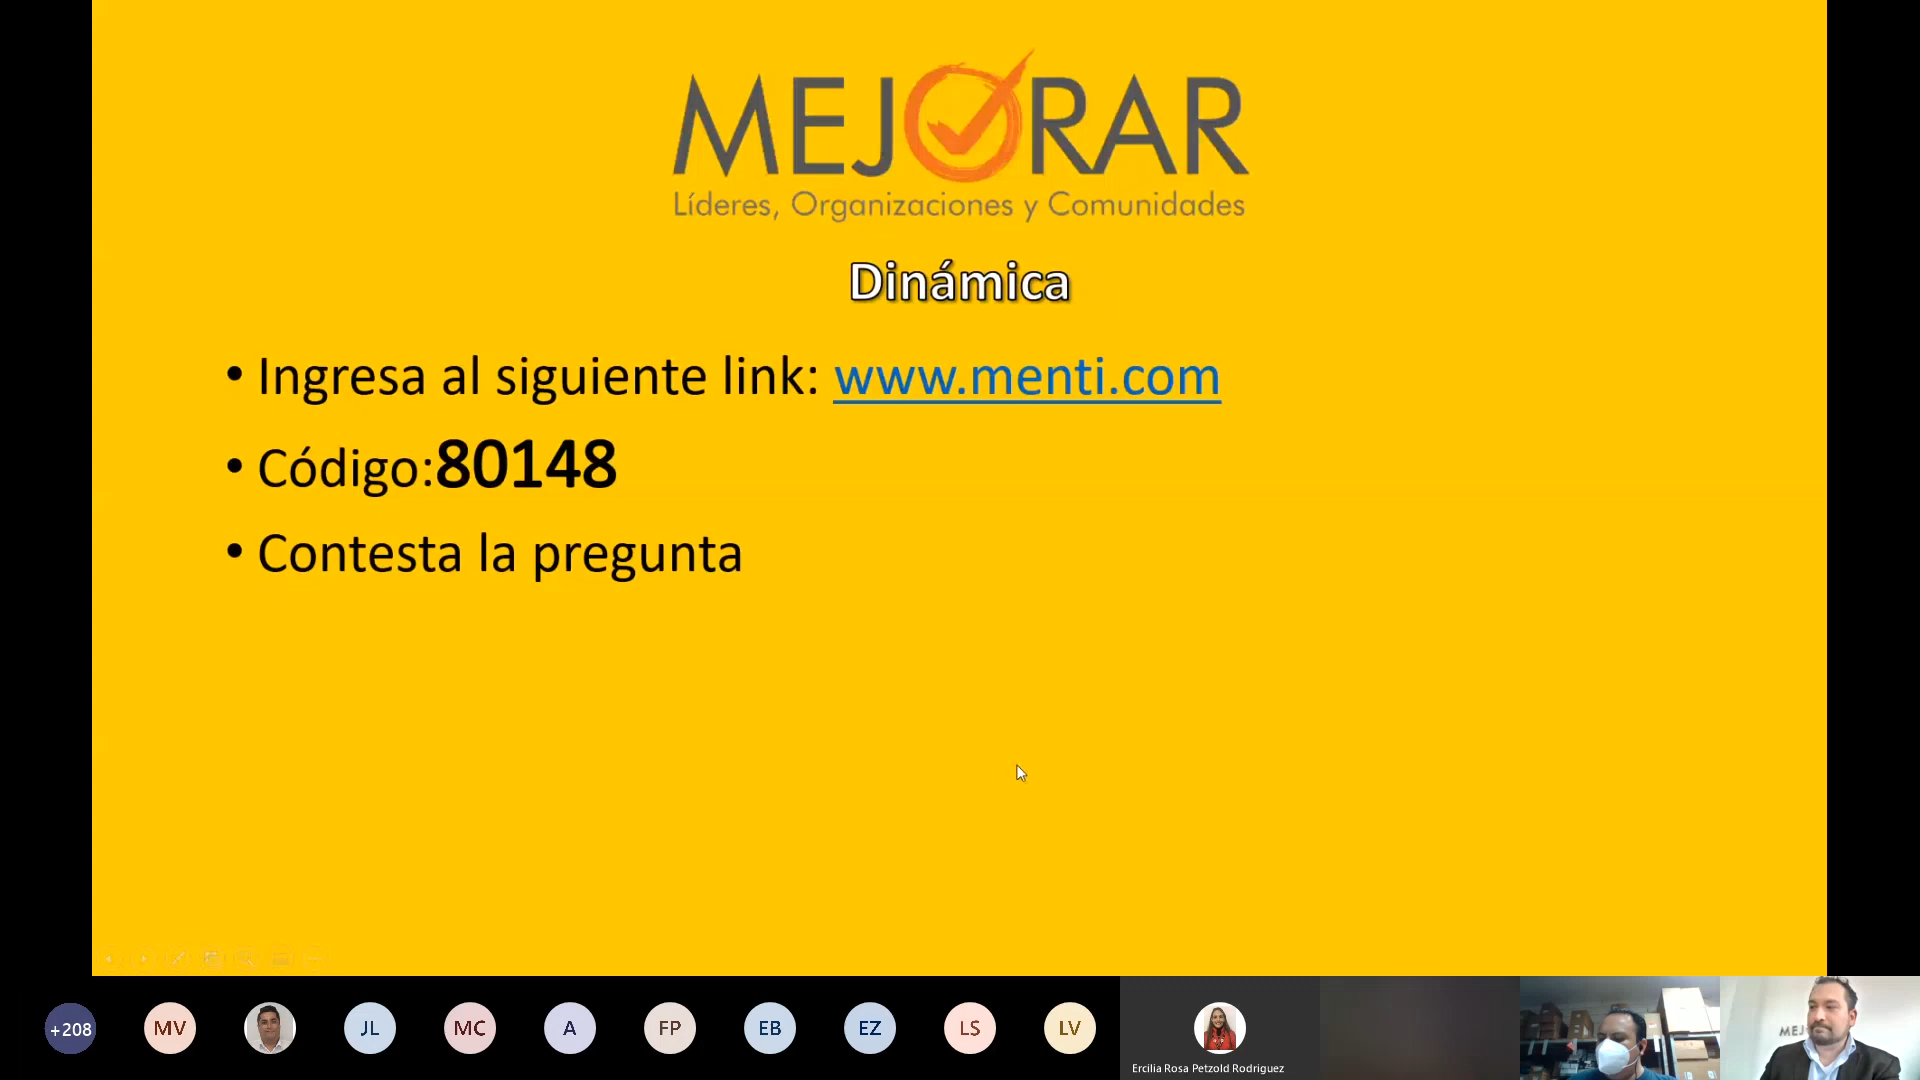 MEJORAR
Líderes, Organizaciones y Comunidades
Dinámica
• Ingresa al siguiente link: www.menti.com
• Código:80148
• Contesta la pregunta
+208
MV
JL
MC
A
FP
EB
EZ
LS
LV
Ercilia Rosa Petzold Rodriguez
MEJ